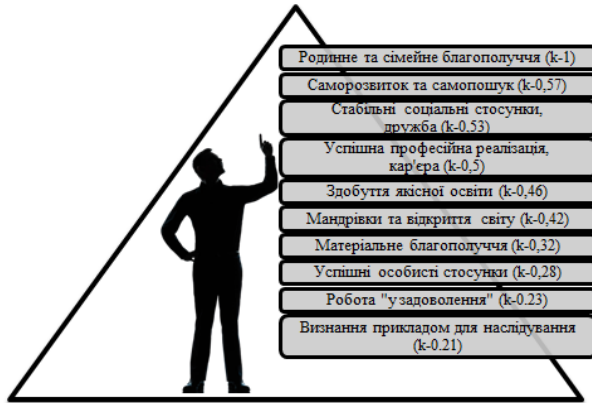 Родинне та сімейне благополуччя (k-1)
Саморозвиток та самопошук (k-0,57)
Стабільні соціальні стосунки,
дружба (k-0.53)
Успішна професійна реалізація,
кар'єра (k-0,5)
Здобуття якісної освіти (k-0,46)
Мандрівки та відкриття світу (k-0,42)
Матеріальне благополуччя (k-0,32)
Успішні особисті стосунки (k-0,28)
Робота "у задоволення" (k-0.23)
Визнання прикладом для наслідування
(k-0.21)